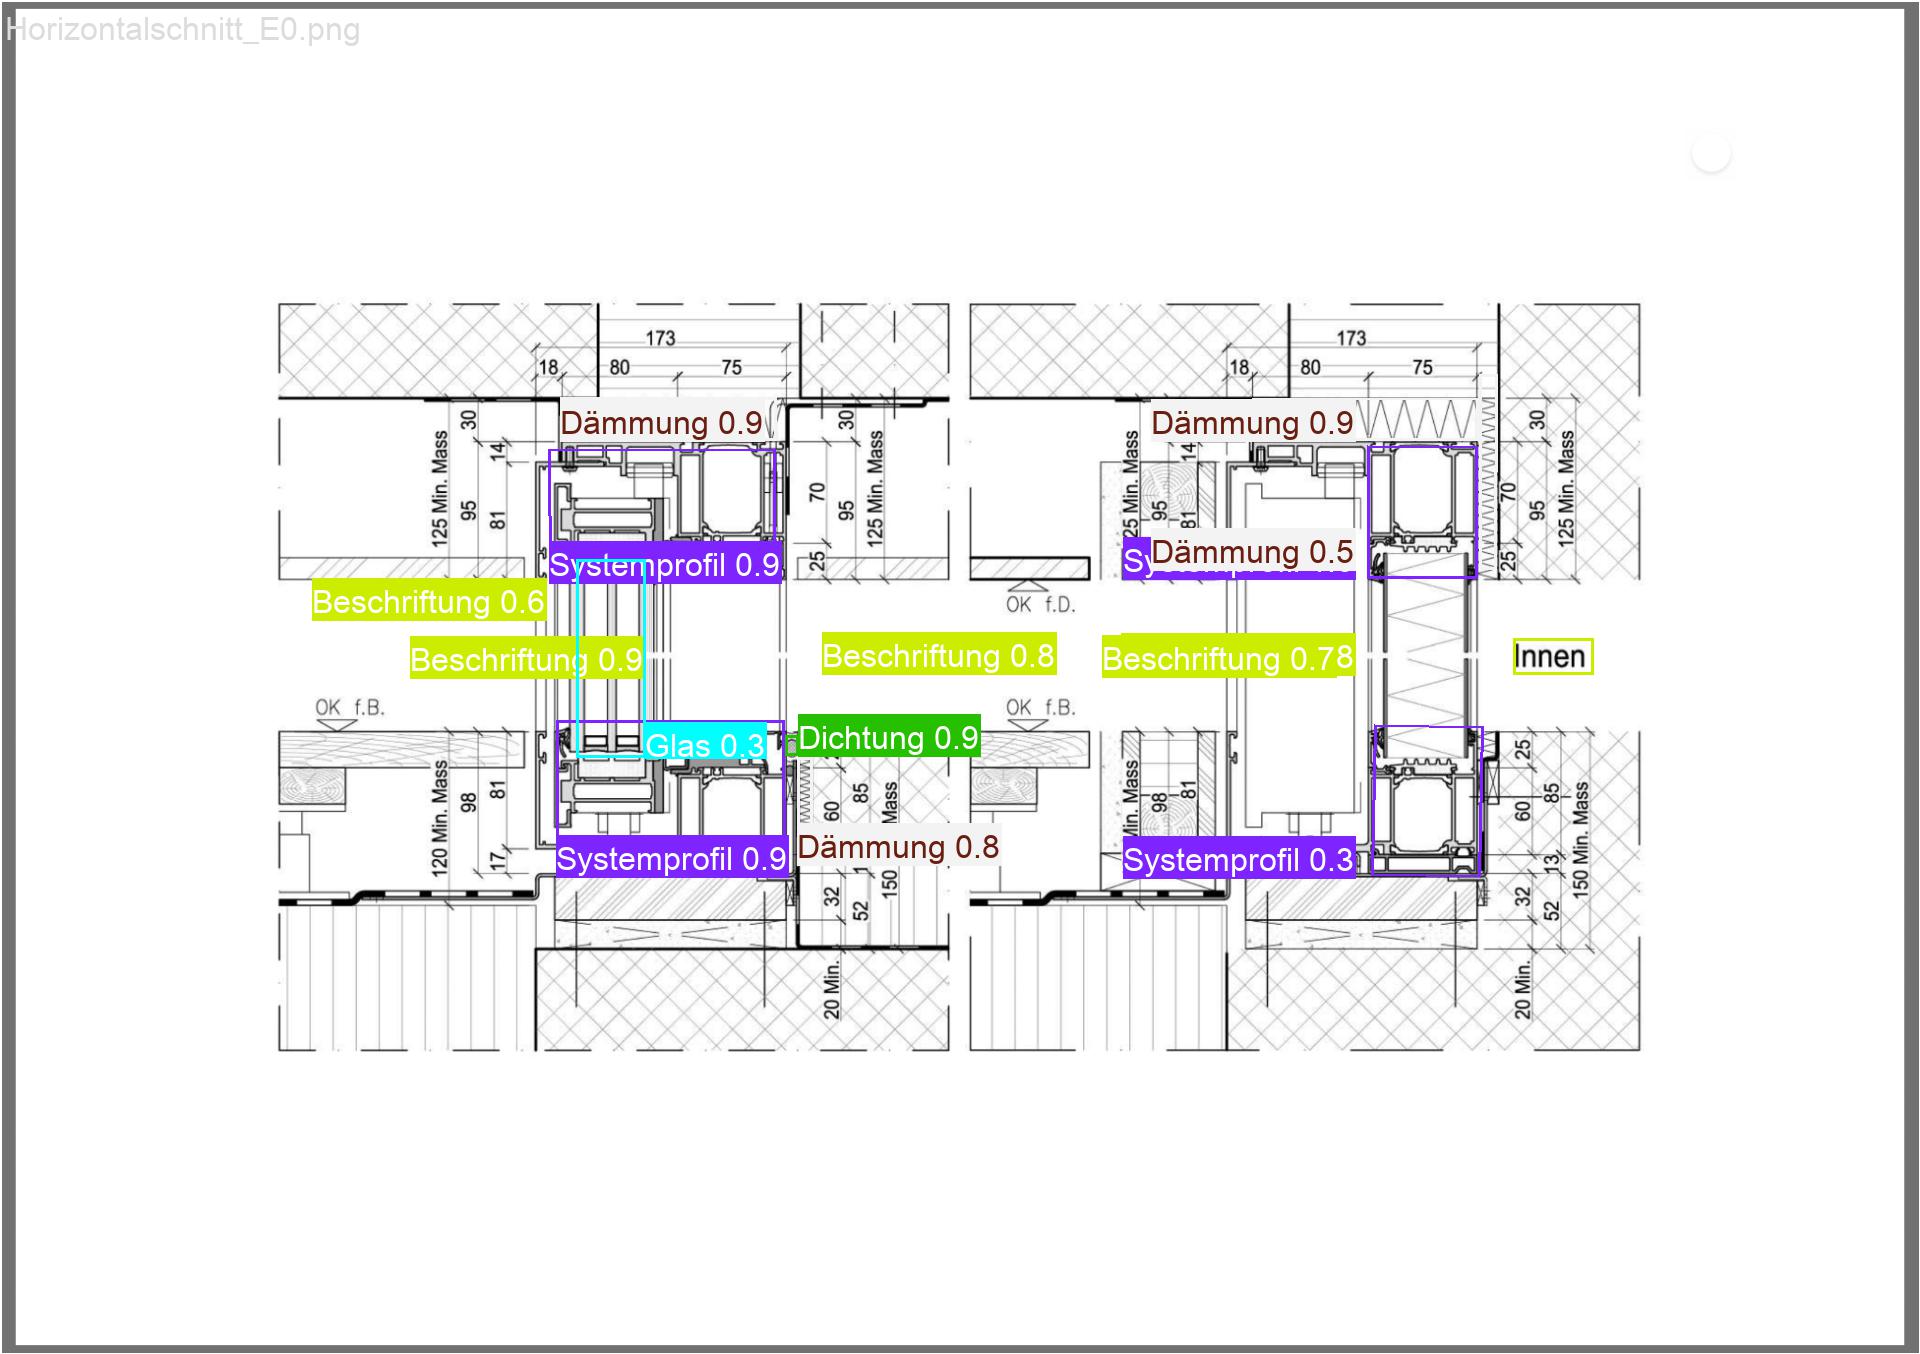 Horizontalschnitt_E0.png
173
18 80 75
173
18 80 75
Dämmung 0.9
Dämmung 0.9
30
14
125 Min. Mass
95
81
30
70
95
125 Min. Mass
25
14
95
81
30
70
95
125 Min. Mass
25
Systemprofil 0.9
Dämmung 0.5
Beschriftung 0.6
OK f.D.
Beschriftung 0.9
Beschriftung 0.8
Beschriftung 0.78
Innen
OK f.B.
OK f.B.
Glas 0.3
Dichtung 0.9
120 Min. Mass
98
81
17
60
85
Mass
150
32
52
20 Min.
Dämmung 0.8
Systemprofil 0.9
Systemprofil 0.3
Min. Mass
98
81
25
60
85
13
150 Min. Mass
32
52
20 Min.